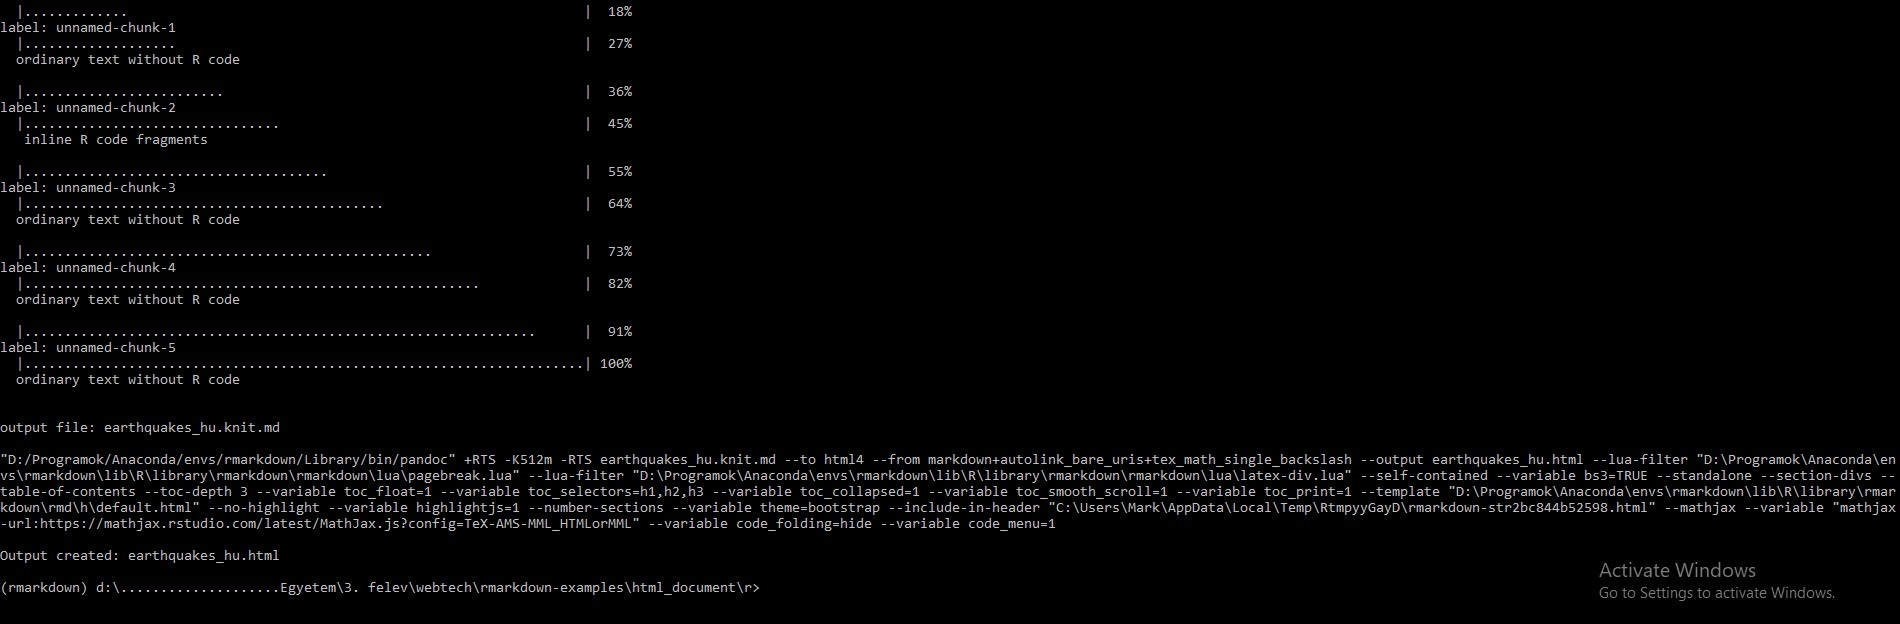 |.............                                                         |  18%
label: unnamed-chunk-1
|...................                                                   |  27%
ordinary text without R code
|.........................                                             |  36%
label: unnamed-chunk-2
|................................                                      |  45%
inline R code fragments
|......................................                                |  55%
label: unnamed-chunk-3
|.............................................                         |  64%
ordinary text without R code
|...................................................                   |  73%
label: unnamed-chunk-4
|.........................................................             |  82%
ordinary text without R code
|................................................................      |  91%
label: unnamed-chunk-5
|......................................................................| 100%
ordinary text without R code
output file: earthquakes_hu.knit.md
"D:/Programok/Anaconda/envs/rmarkdown/Library/bin/pandoc" +RTS -K512m -RTS earthquakes_hu.knit.md --to html4 --from markdown+autolink_bare_uris+tex_math_single_backslash --output earthquakes_hu.html --lua-filter "D:\Programok\Anaconda\en
vs\rmarkdown\lib\R\library\rmarkdown\rmarkdown\lua\pagebreak.lua" --lua-filter "D:\Programok\Anaconda\envs\rmarkdown\lib\R\library\rmarkdown\rmarkdown\lua\latex-div.lua" --self-contained --variable bs3=TRUE --standalone --section-divs --
table-of-contents --toc-depth 3 --variable toc_float=1 --variable toc_selectors=h1,h2,h3 --variable toc_collapsed=1 --variable toc_smooth_scroll=1 --variable toc_print=1 --template "D:\Programok\Anaconda\envs\rmarkdown\lib\R\library\rmar
kdown\rmd\h\default.html" --no-highlight --variable highlightjs=1 --number-sections --variable theme=bootstrap --include-in-header "C:\Users\Mark\AppData\Local\Temp\RtmpyyGayD\rmarkdown-str2bc844b52598.html" --mathjax --variable "mathjax
-url:https://mathjax.rstudio.com/latest/MathJax.js?config=TeX-AMS-MML_HTMLorMML" --variable code_folding=hide --variable code_menu=1
Output created: earthquakes_hu.html
(rmarkdown) d:\....................Egyetem\3. felev\webtech\rmarkdown-examples\html_document\r>
Activate Windows
Go to Settings to activate Windows.